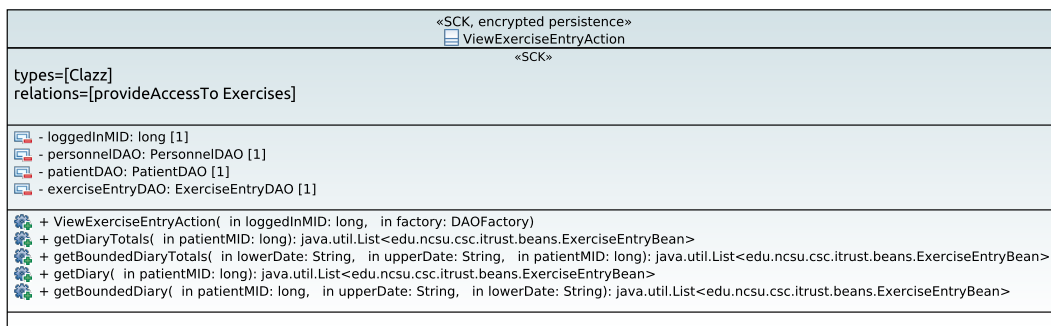 «SCK, encrypted persistence»
ViewExerciseEntryAction
«SCK»
types=[Clazz]
relations=[provideAccessTo Exercises]
- loggedInMID: long [1]
- personnelDAO: PersonnelDAO [1]
- patientDAO: PatientDAO [1]
- exerciseEntryDAO: ExerciseEntryDAO [1]
+ ViewExerciseEntryAction( in loggedInMID: long, in factory: DAOFactory)
+ getDiaryTotals( in patientMID: long): java.util.List<edu.ncsu.csc.itrust.beans.ExerciseEntryBean>
+ getBoundedDiaryTotals( in lowerDate: String, in upperDate: String, in patientMID: long): java.util.List<edu.ncsu.csc.itrust.beans.ExerciseEntryBean>
+ getDiary( in patientMID: long): java.util.List<edu.ncsu.csc.itrust.beans.ExerciseEntryBean>
+ getBoundedDiary( in patientMID: long, in upperDate: String, in lowerDate: String): java.util.List<edu.ncsu.csc.itrust.beans.ExerciseEntryBean>